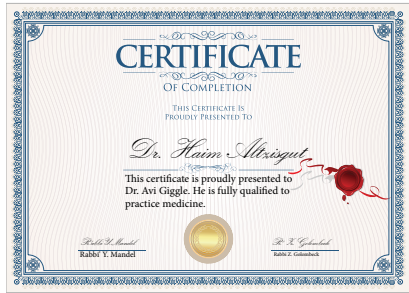 CERTIFICATE
OF COMPLETION
THIS CERTIFICATE IS
PROUDLY PRESENTED TO
Dr. Haim Altzisgut
This certificate is proudly presented to
Dr. Avi Giggle. He is fully qualified to
practice medicine.
Rabbi Y. Mandel
Rabbi Y. Mandel
Rabbi Z. Golombeck